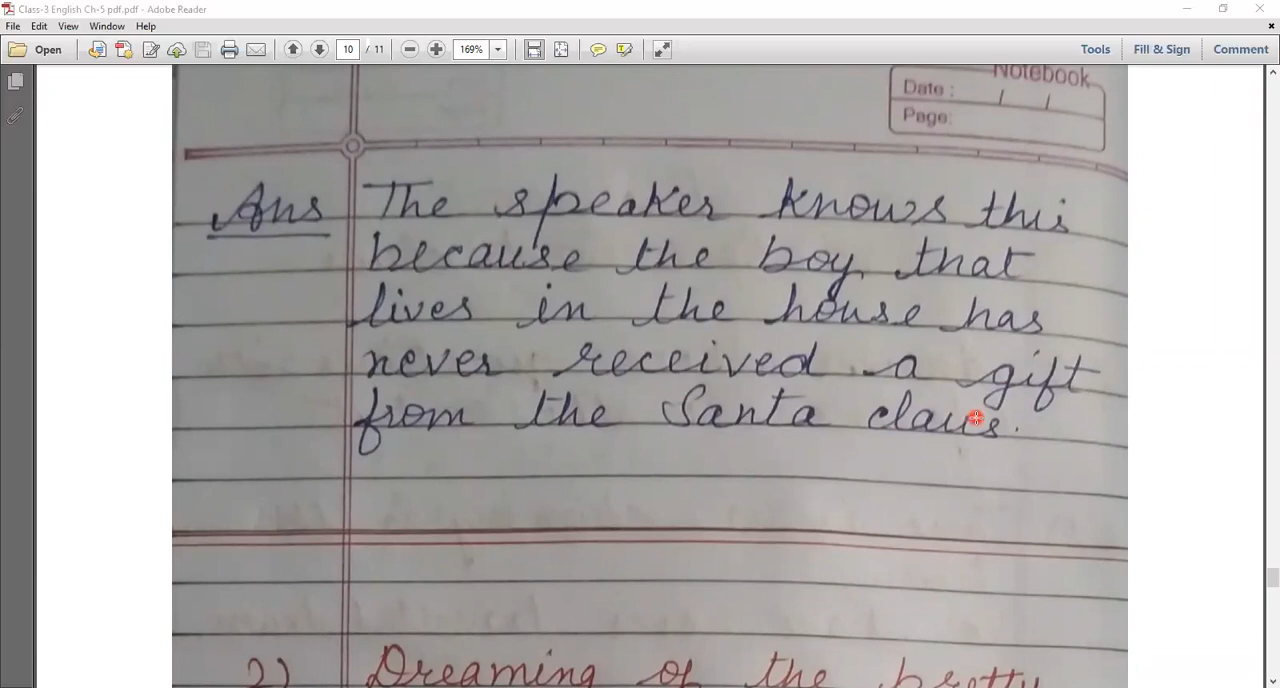 Class-3 English Ch-5 pdf.pdf - Adobe Reader
File Edit View Window Help
Open 10 / 11 169% Tools Fill & Sign Comment
Notebook
Date : / /
Page:
Ans The speaker knows this
because the boy that
lives in the house has
never received a gift
from the Santa claus.
2) Dreaming of the pretty